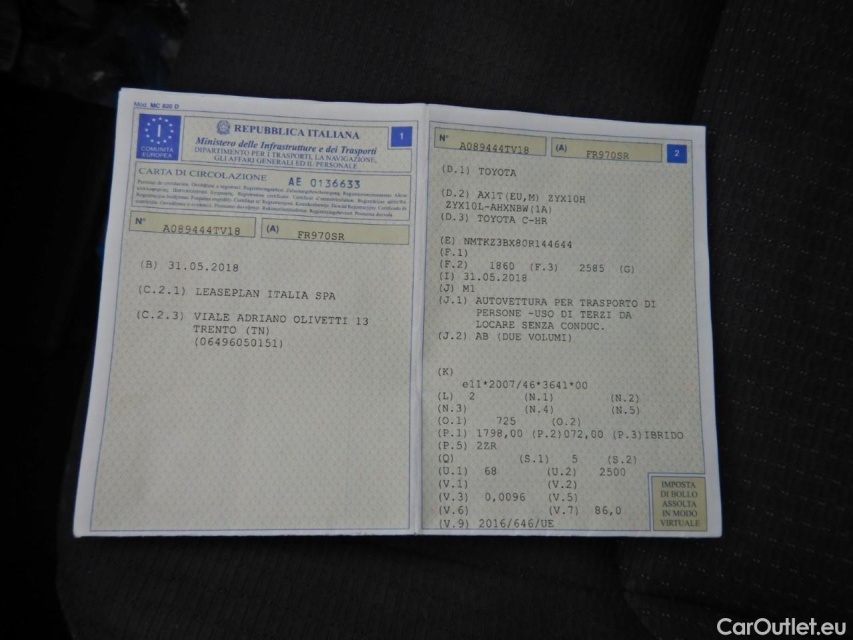 Mod. MC 820 D
I
COMUNITÀ
EUROPEA
REPUBBLICA ITALIANA
Ministero delle Infrastrutture e dei Trasporti
DIPARTIMENTO PER I TRASPORTI, LA NAVIGAZIONE,
GLI AFFARI GENERALI ED IL PERSONALE
1
CARTA DI CIRCOLAZIONE AE 0136633
N° A089444TV18 (A) FR970SR
(B) 31.05.2018
(C.2.1) LEASEPLAN ITALIA SPA
(C.2.3) VIALE ADRIANO OLIVETTI 13
TRENTO (TN)
(06496050151)
N° A089444TV18 (A) FR970SR 2
(D.1) TOYOTA
(D.2) AX1T(EU,M) ZYX10H
ZYX10L-AHXNBW(1A)
(D.3) TOYOTA C-HR
(E) NMTKZ3BX80R144644
(F.1)
(F.2) 1860 (F.3) 2585 (G)
(I) 31.05.2018
(J) M1
(J.1) AUTOVETTURA PER TRASPORTO DI
PERSONE -USO DI TERZI DA
LOCARE SENZA CONDUC.
(J.2) AB (DUE VOLUMI)
(K)
e11*2007/46*3641*00
(L) 2 (N.1) (N.2)
(N.3) (N.4) (N.5)
(O.1) 725 (O.2)
(P.1) 1798,00 (P.2)072,00 (P.3)IBRIDO
(P.5) 2ZR
(Q) (S.1) 5 (S.2)
(U.1) 68 (U.2) 2500
(V.1) (V.2)
(V.3) 0,0096 (V.5)
(V.6) (V.7) 86,0
(V.9) 2016/646/UE
IMPOSTA
DI BOLLO
ASSOLTA
IN MODO
VIRTUALE
CarOutlet.eu